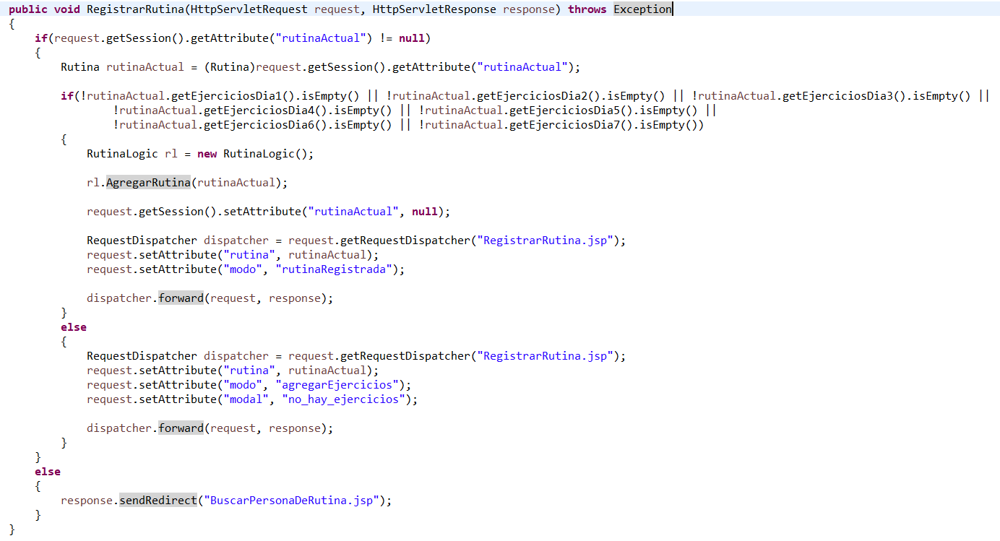 public void RegistrarRutina(HttpServletRequest request, HttpServletResponse response) throws Exception
{
    if(request.getSession().getAttribute("rutinaActual") != null)
    {
        Rutina rutinaActual = (Rutina)request.getSession().getAttribute("rutinaActual");
        if(!rutinaActual.getEjerciciosDia1().isEmpty() || !rutinaActual.getEjerciciosDia2().isEmpty() || !rutinaActual.getEjerciciosDia3().isEmpty() ||
                !rutinaActual.getEjerciciosDia4().isEmpty() || !rutinaActual.getEjerciciosDia5().isEmpty() ||
                !rutinaActual.getEjerciciosDia6().isEmpty() || !rutinaActual.getEjerciciosDia7().isEmpty())
        {
            RutinaLogic rl = new RutinaLogic();
            rl.AgregarRutina(rutinaActual);
            request.getSession().setAttribute("rutinaActual", null);
            RequestDispatcher dispatcher = request.getRequestDispatcher("RegistrarRutina.jsp");
            request.setAttribute("rutina", rutinaActual);
            request.setAttribute("modo", "rutinaRegistrada");
            dispatcher.forward(request, response);
        }
        else
        {
            RequestDispatcher dispatcher = request.getRequestDispatcher("RegistrarRutina.jsp");
            request.setAttribute("rutina", rutinaActual);
            request.setAttribute("modo", "agregarEjercicios");
            request.setAttribute("modal", "no_hay_ejercicios");
            dispatcher.forward(request, response);
        }
    }
    else
    {
        response.sendRedirect("BuscarPersonaDeRutina.jsp");
    }
}